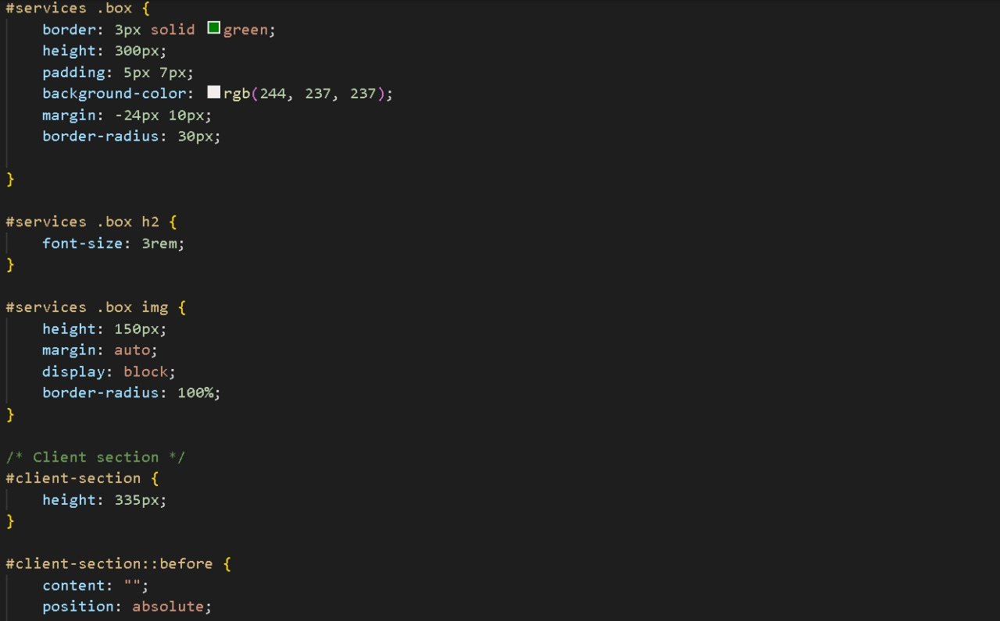 #services .box {
    border: 3px solid green;
    height: 300px;
    padding: 5px 7px;
    background-color: rgb(244, 237, 237);
    margin: -24px 10px;
    border-radius: 30px;

}

#services .box h2 {
    font-size: 3rem;
}

#services .box img {
    height: 150px;
    margin: auto;
    display: block;
    border-radius: 100%;
}

/* Client section */
#client-section {
    height: 335px;
}

#client-section::before {
    content: "";
    position: absolute;